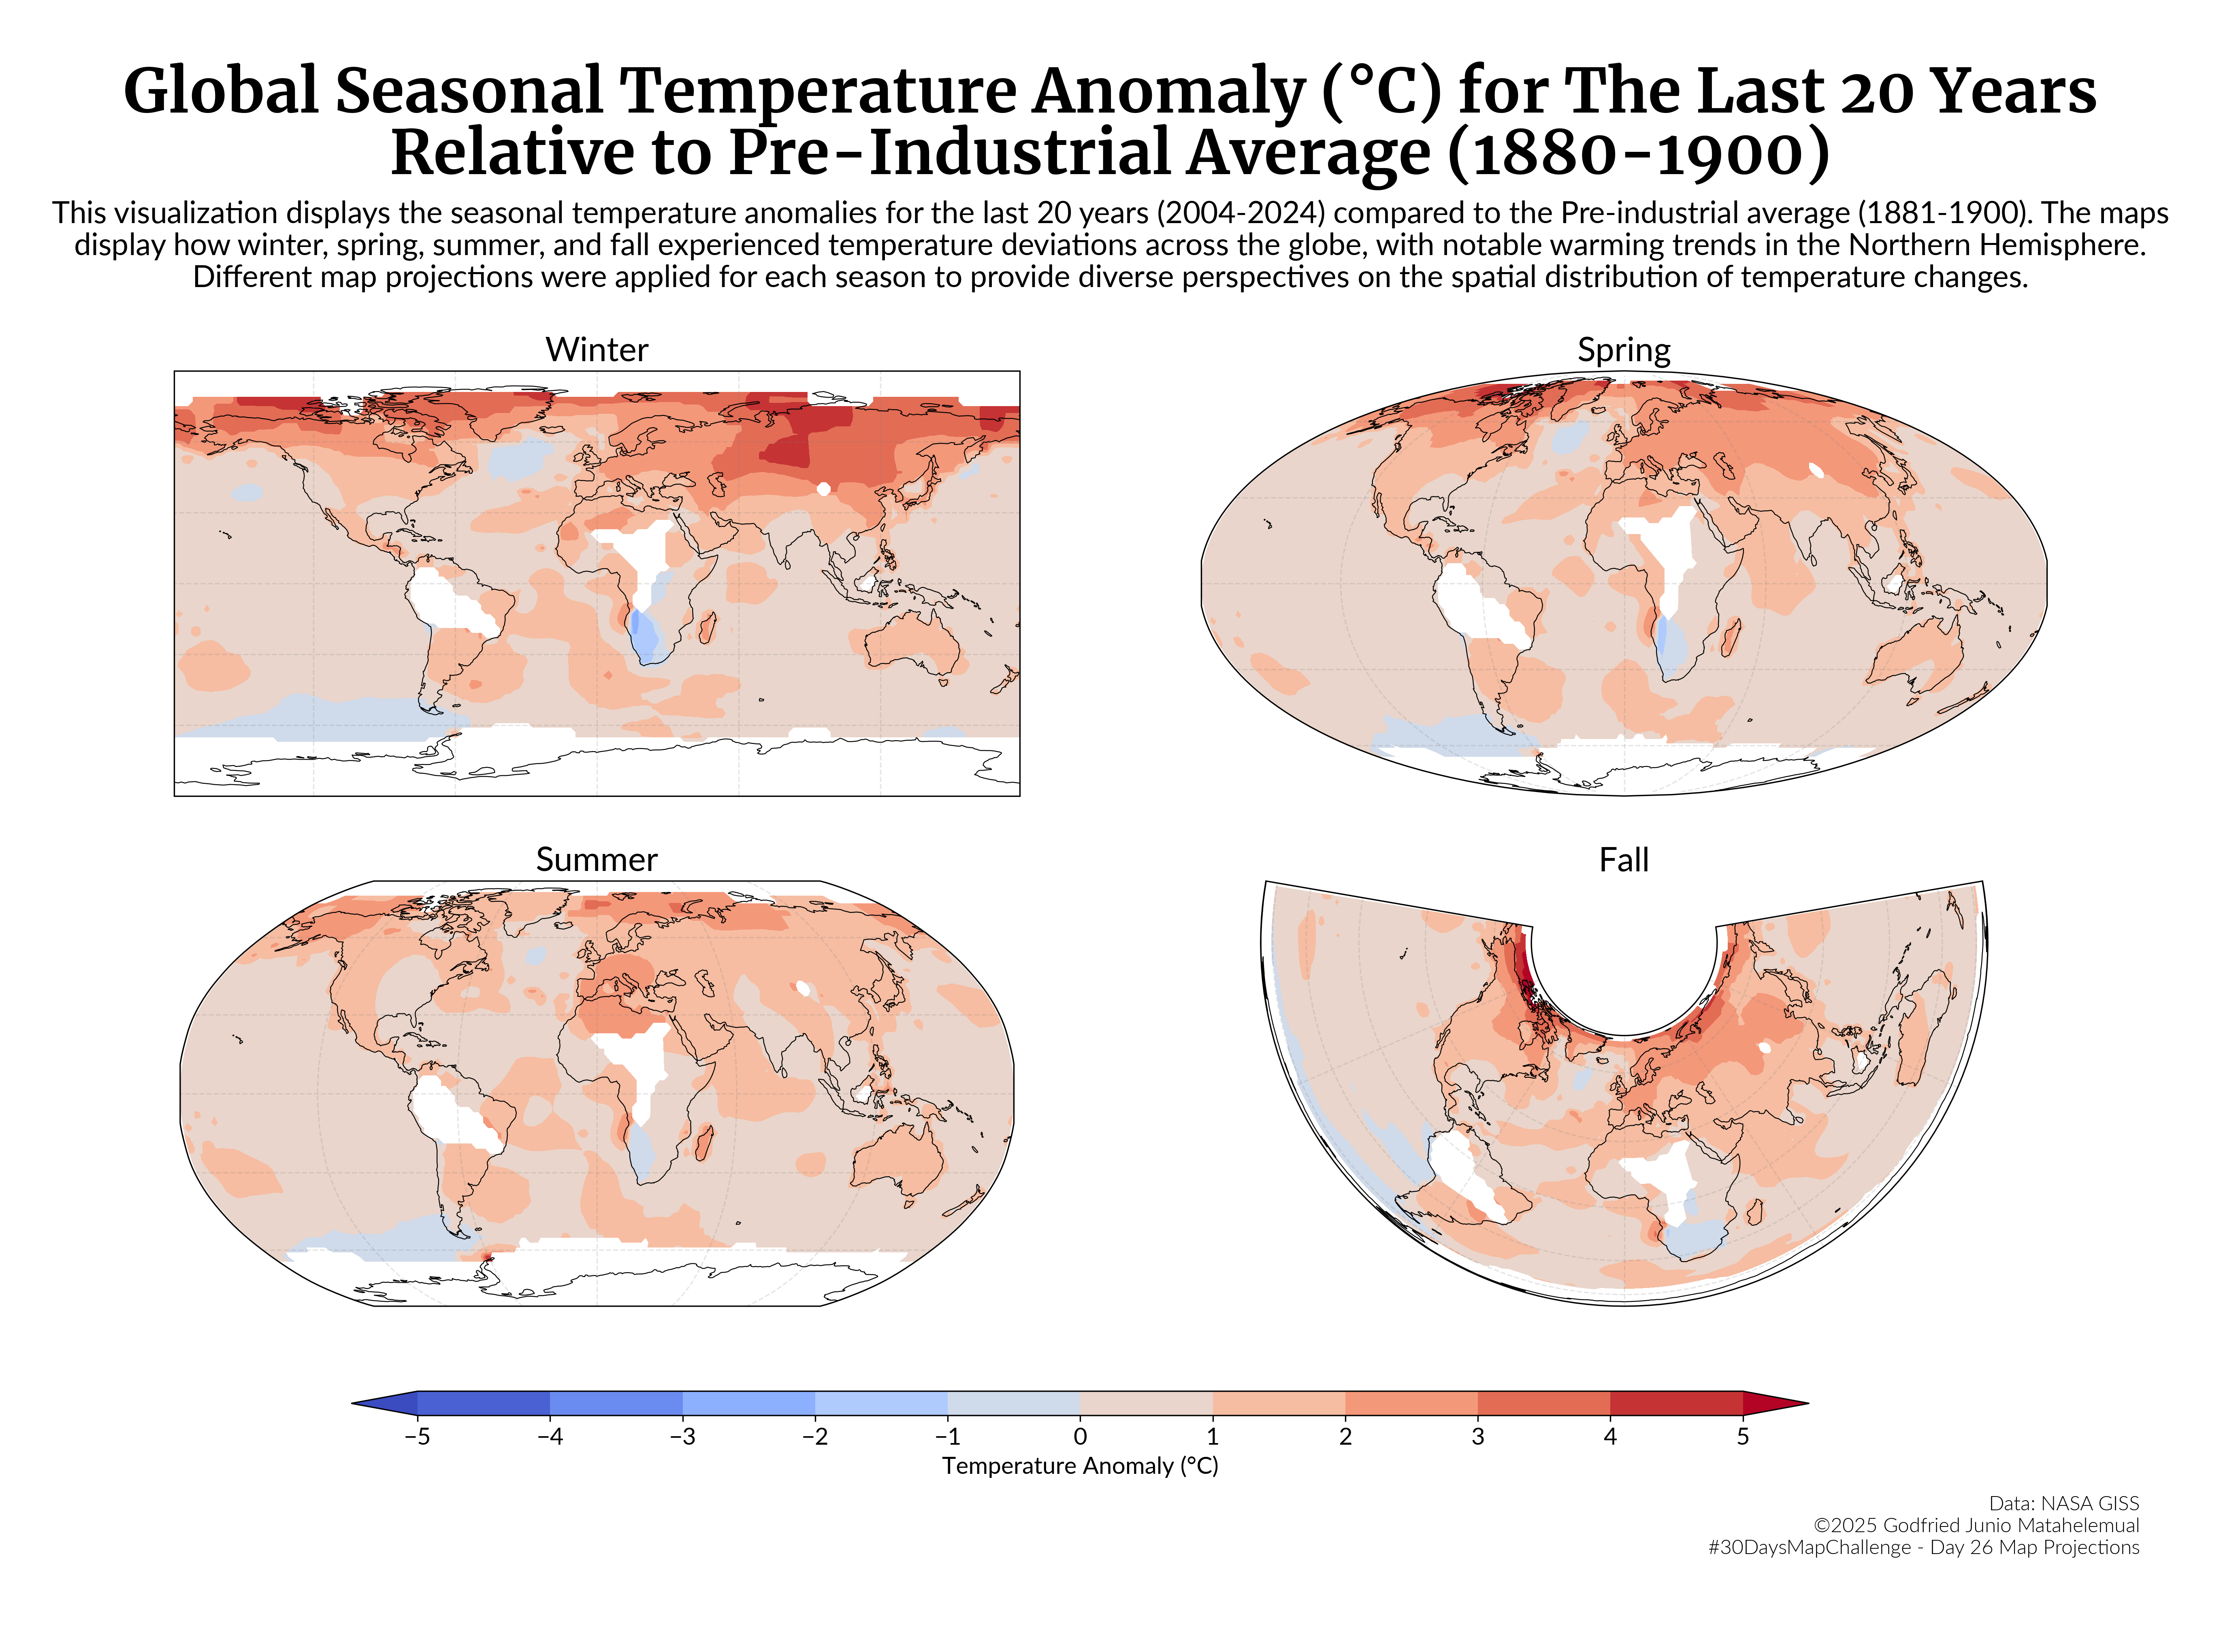 Global Seasonal Temperature Anomaly (°C) for The Last 20 Years
Relative to Pre-Industrial Average (1880-1900)
This visualization displays the seasonal temperature anomalies for the last 20 years (2004-2024) compared to the Pre-industrial average (1881-1900). The maps
display how winter, spring, summer, and fall experienced temperature deviations across the globe, with notable warming trends in the Northern Hemisphere.
Different map projections were applied for each season to provide diverse perspectives on the spatial distribution of temperature changes.
Winter
Spring
Summer
Fall
−5 −4 −3 −2 −1 0 1 2 3 4 5
Temperature Anomaly (°C)
Data: NASA GISS
©2025 Godfried Junio Matahelemual
#30DaysMapChallenge - Day 26 Map Projections